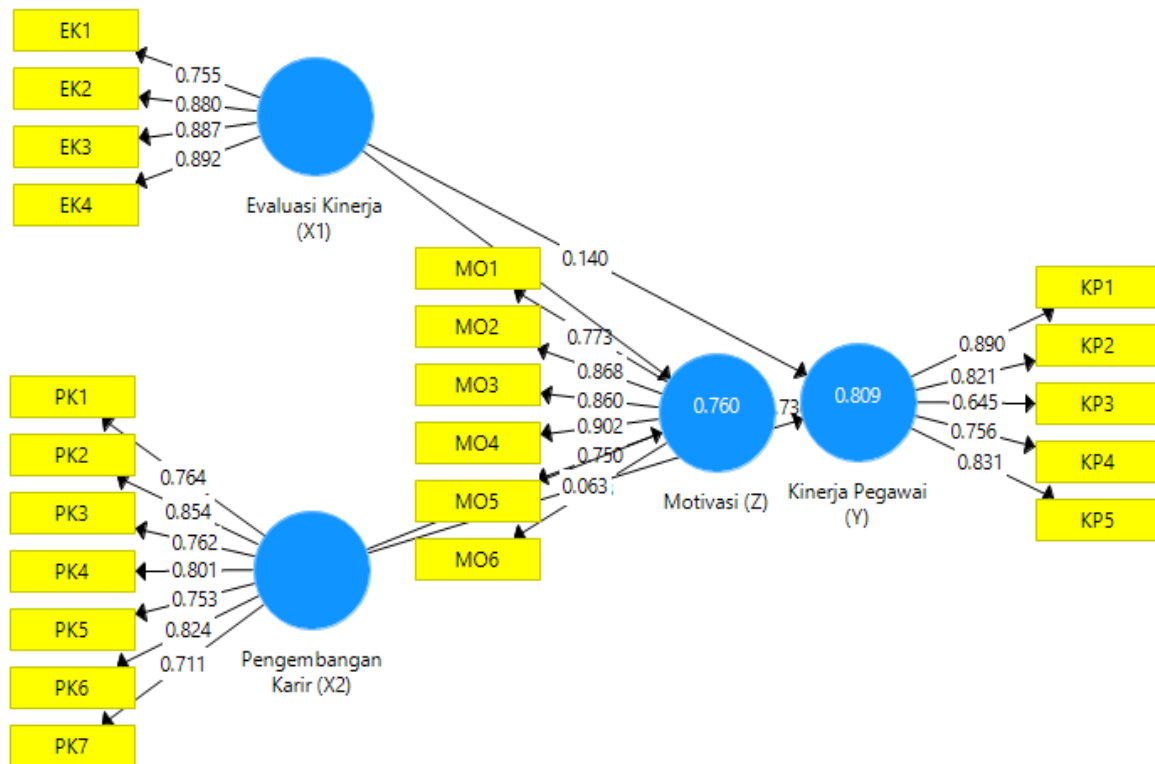 EK1
EK2
EK3
EK4
0.755
0.880
0.887
0.892
Evaluasi Kinerja
(X1)
0.140
MO1
MO2
MO3
MO4
MO5
MO6
0.773
0.868
0.860
0.902
0.750
0.063
0.760
Motivasi (Z)
0.809
Kinerja Pegawai
(Y)
KP1
KP2
KP3
KP4
KP5
0.890
0.821
0.645
0.756
0.831
PK1
PK2
PK3
PK4
PK5
PK6
PK7
0.764
0.854
0.762
0.801
0.753
0.824
0.711
Pengembangan
Karir (X2)